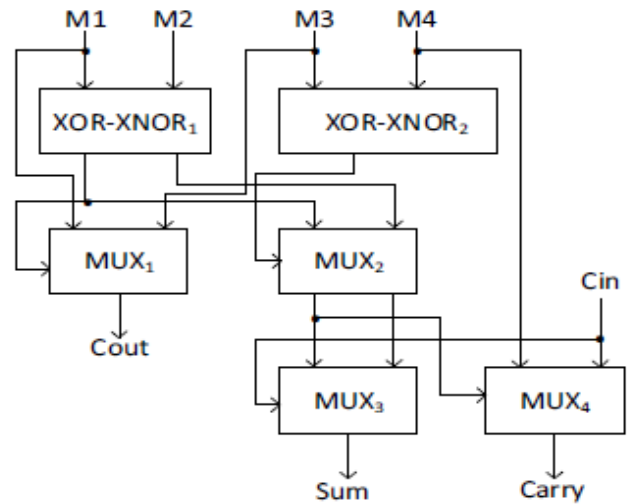 M1 M2 M3 M4
XOR-XNOR₁ XOR-XNOR₂
MUX₁ MUX₂
Cin
Cout
MUX₃ MUX₄
Sum Carry